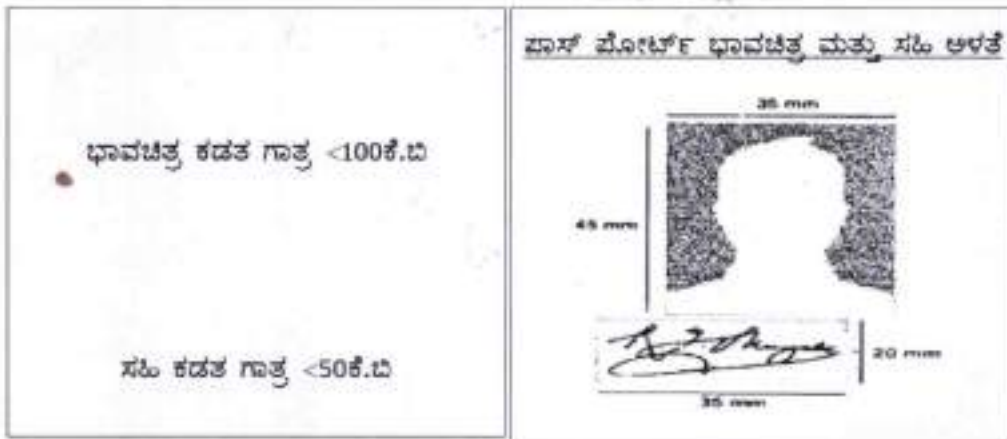 ಭಾವಚಿತ್ರ ಕಡತ ಗಾತ್ರ <100ಕೆ.ಬಿ
ಸಹಿ ಕಡತ ಗಾತ್ರ <50ಕೆ.ಬಿ
ಪಾಸ್ ಪೋರ್ಟ್ ಭಾವಚಿತ್ರ ಮತ್ತು ಸಹಿ ಅಳತೆ
35 mm
45 mm
20 mm
35 mm